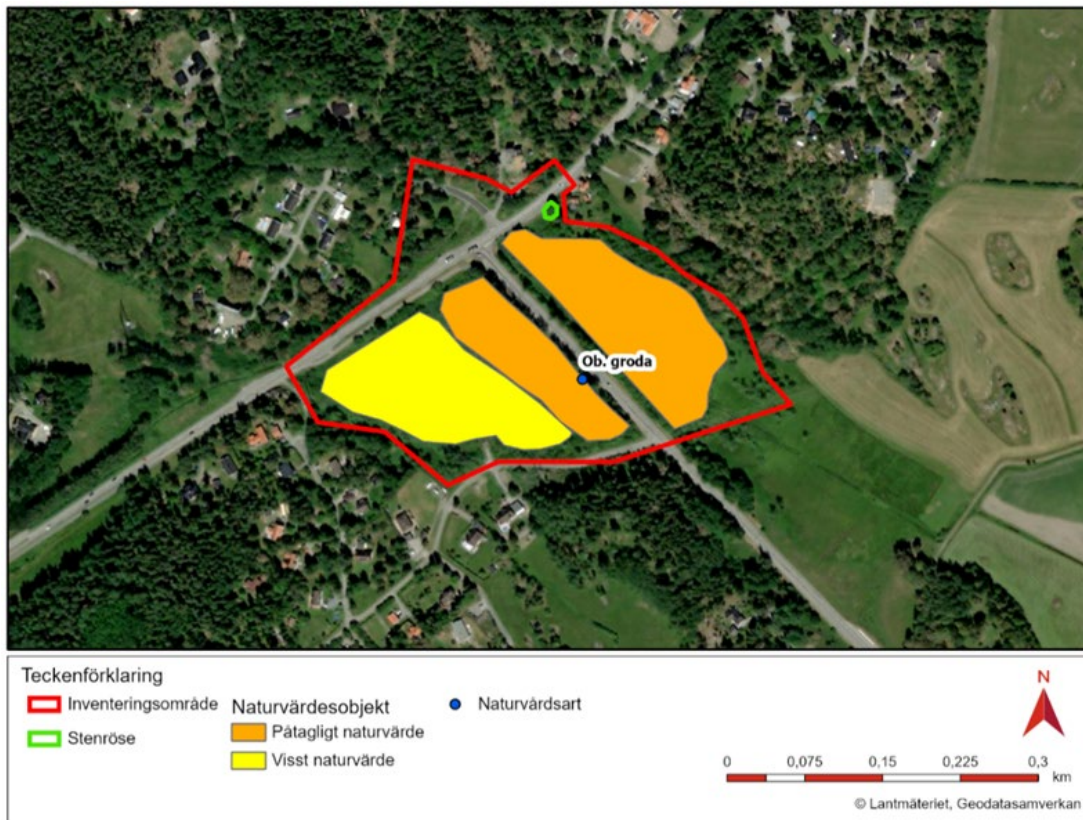 Ob. groda
Teckenförklaring
Inventeringsområde
Stenröse
Naturvärdesobjekt
Påtagligt naturvärde
Visst naturvärde
Naturvårdsart
N
0 0,075 0,15 0,225 0,3
km
© Lantmäteriet, Geodatasamverkan